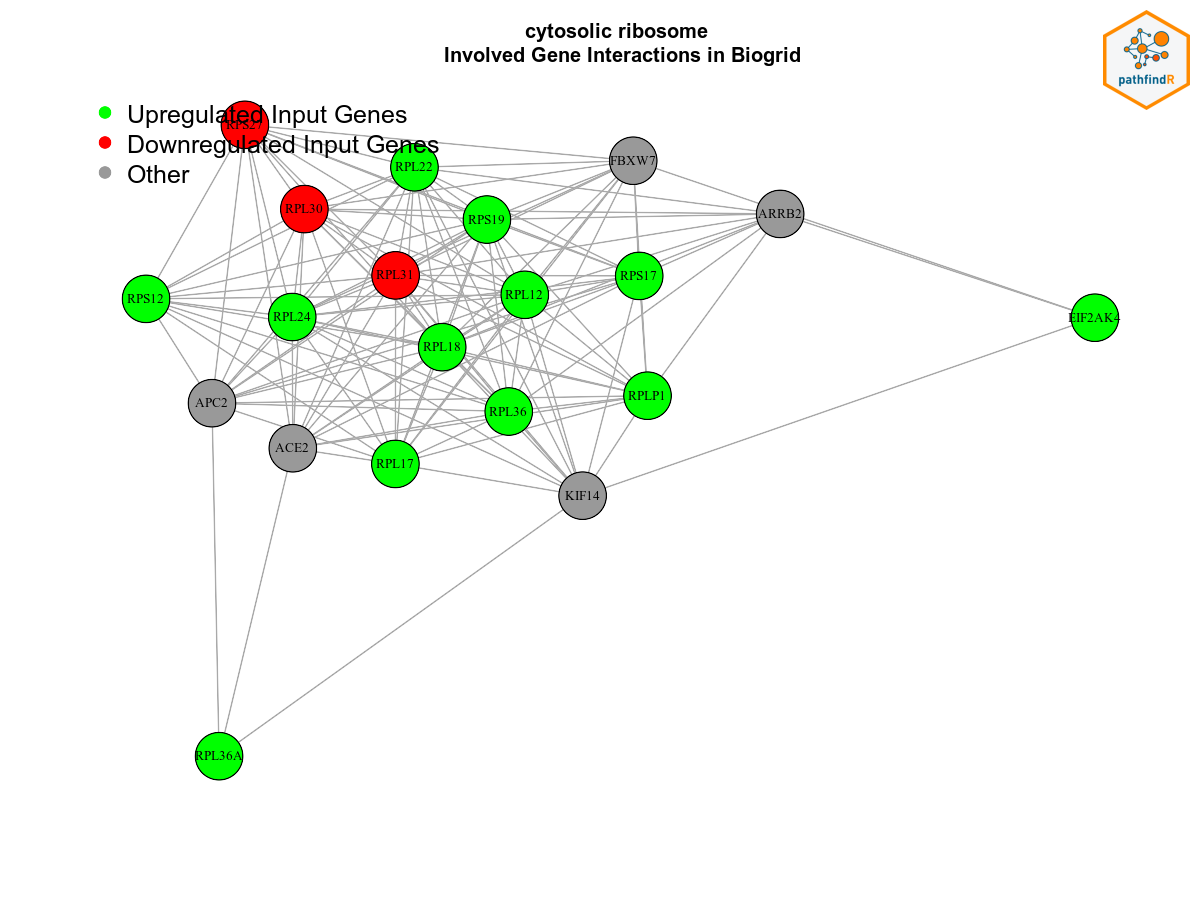 cytosolic ribosome
Involved Gene Interactions in Biogrid
pathfindR
Upregulated Input Genes
Downregulated Input Genes
Other
RPS27
RPL22
FBXW7
RPL30
RPS19
ARRB2
RPL31
RPS17
RPS12
RPL12
RPL24
EIF2AK4
RPL18
APC2
RPL36
RPLP1
ACE2
RPL17
KIF14
RPL36A